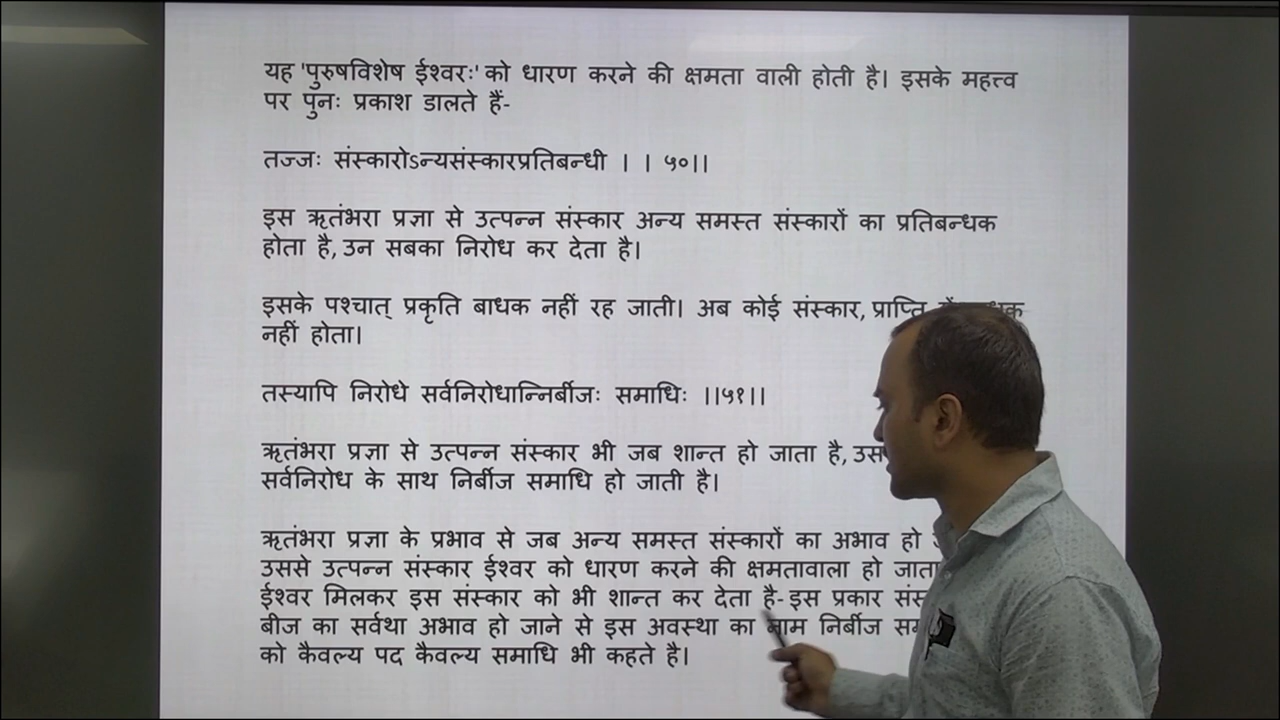 यह 'पुरुषविशेष ईश्वरः' को धारण करने की क्षमता वाली होती है। इसके महत्त्व
पर पुनः प्रकाश डालते हैं-
तज्जः संस्कारोऽन्यसंस्कारप्रतिबन्धी । । ५०।।
इस ऋतंभरा प्रज्ञा से उत्पन्न संस्कार अन्य समस्त संस्कारों का प्रतिबन्धक
होता है, उन सबका निरोध कर देता है।
इसके पश्चात् प्रकृति बाधक नहीं रह जाती। अब कोई संस्कार, प्राप्ति
नहीं होता।
तस्यापि निरोधे सर्वनिरोधान्निर्बीजः समाधिः ।।५१।।
ऋतंभरा प्रज्ञा से उत्पन्न संस्कार भी जब शान्त हो जाता है,
सर्वनिरोध के साथ निर्बीज समाधि हो जाती है।
ऋतंभरा प्रज्ञा के प्रभाव से जब अन्य समस्त संस्कारों का अभाव हो
उससे उत्पन्न संस्कार ईश्वर को धारण करने की क्षमतावाला हो जाता
ईश्वर मिलकर इस संस्कार को भी शान्त कर देता है- इस प्रकार
बीज का सर्वथा अभाव हो जाने से इस अवस्था का नाम निर्बीज
को कैवल्य पद कैवल्य समाधि भी कहते है।